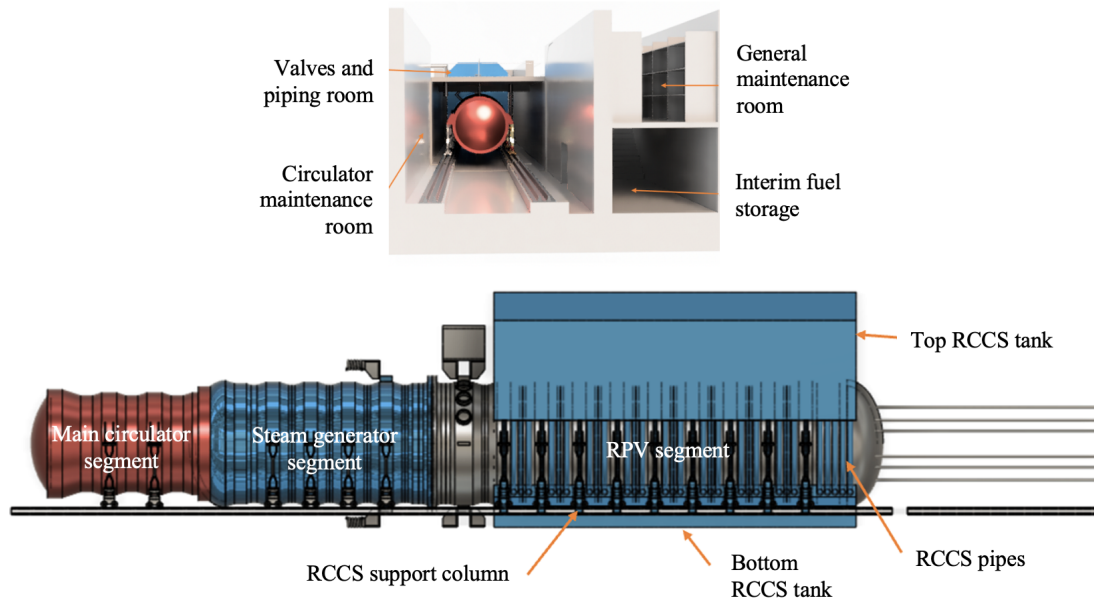 Valves and
piping room
Circulator
maintenance
room
General
maintenance
room
Interim fuel
storage
Top RCCS tank
Main circulator
segment
Steam generator
segment
RPV segment
RCCS support column
Bottom
RCCS tank
RCCS pipes